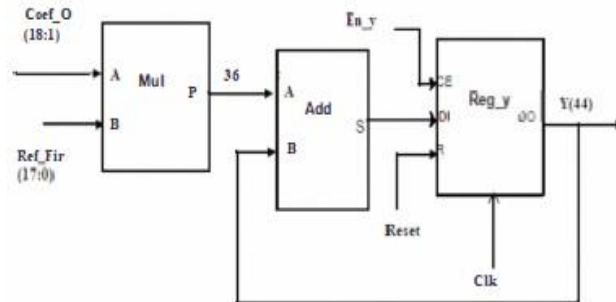 Coef_O
(18:1)
A
Mul
P
B
Ref_Fir
(17:0)
36
A
Add
S
B
En_y
CE
Reg_y
DI
R
Y(44)
Reset
Clk